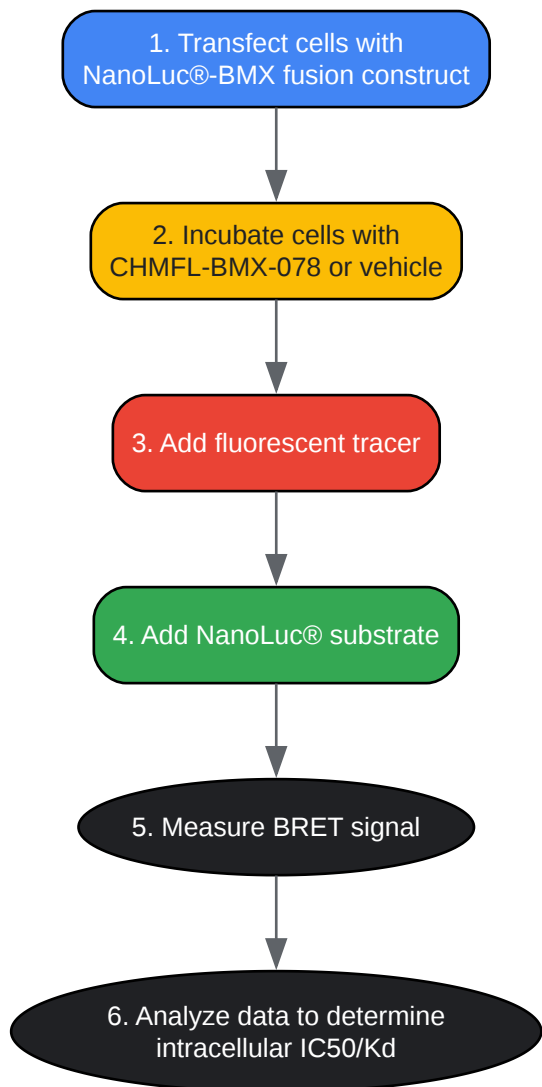 1. Transfect cells with
NanoLuc®-BMX fusion construct
2. Incubate cells with
CHMFL-BMX-078 or vehicle
3. Add fluorescent tracer
4. Add NanoLuc® substrate
5. Measure BRET signal
6. Analyze data to determine
intracellular IC50/Kd